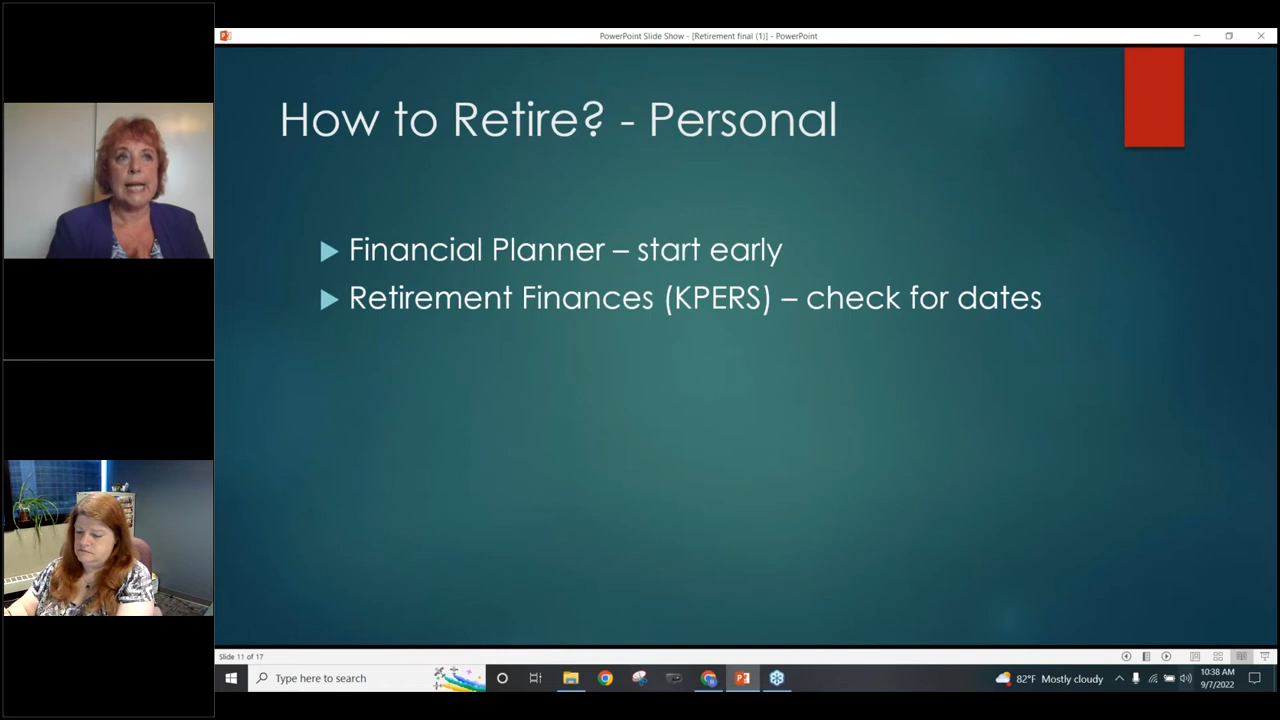 PowerPoint Slide Show - [Retirement final (1)] - PowerPoint
How to Retire? - Personal
Financial Planner – start early
Retirement Finances (KPERS) – check for dates
Slide 11 of 17
Type here to search
82°F Mostly cloudy
10:38 AM
9/7/2022